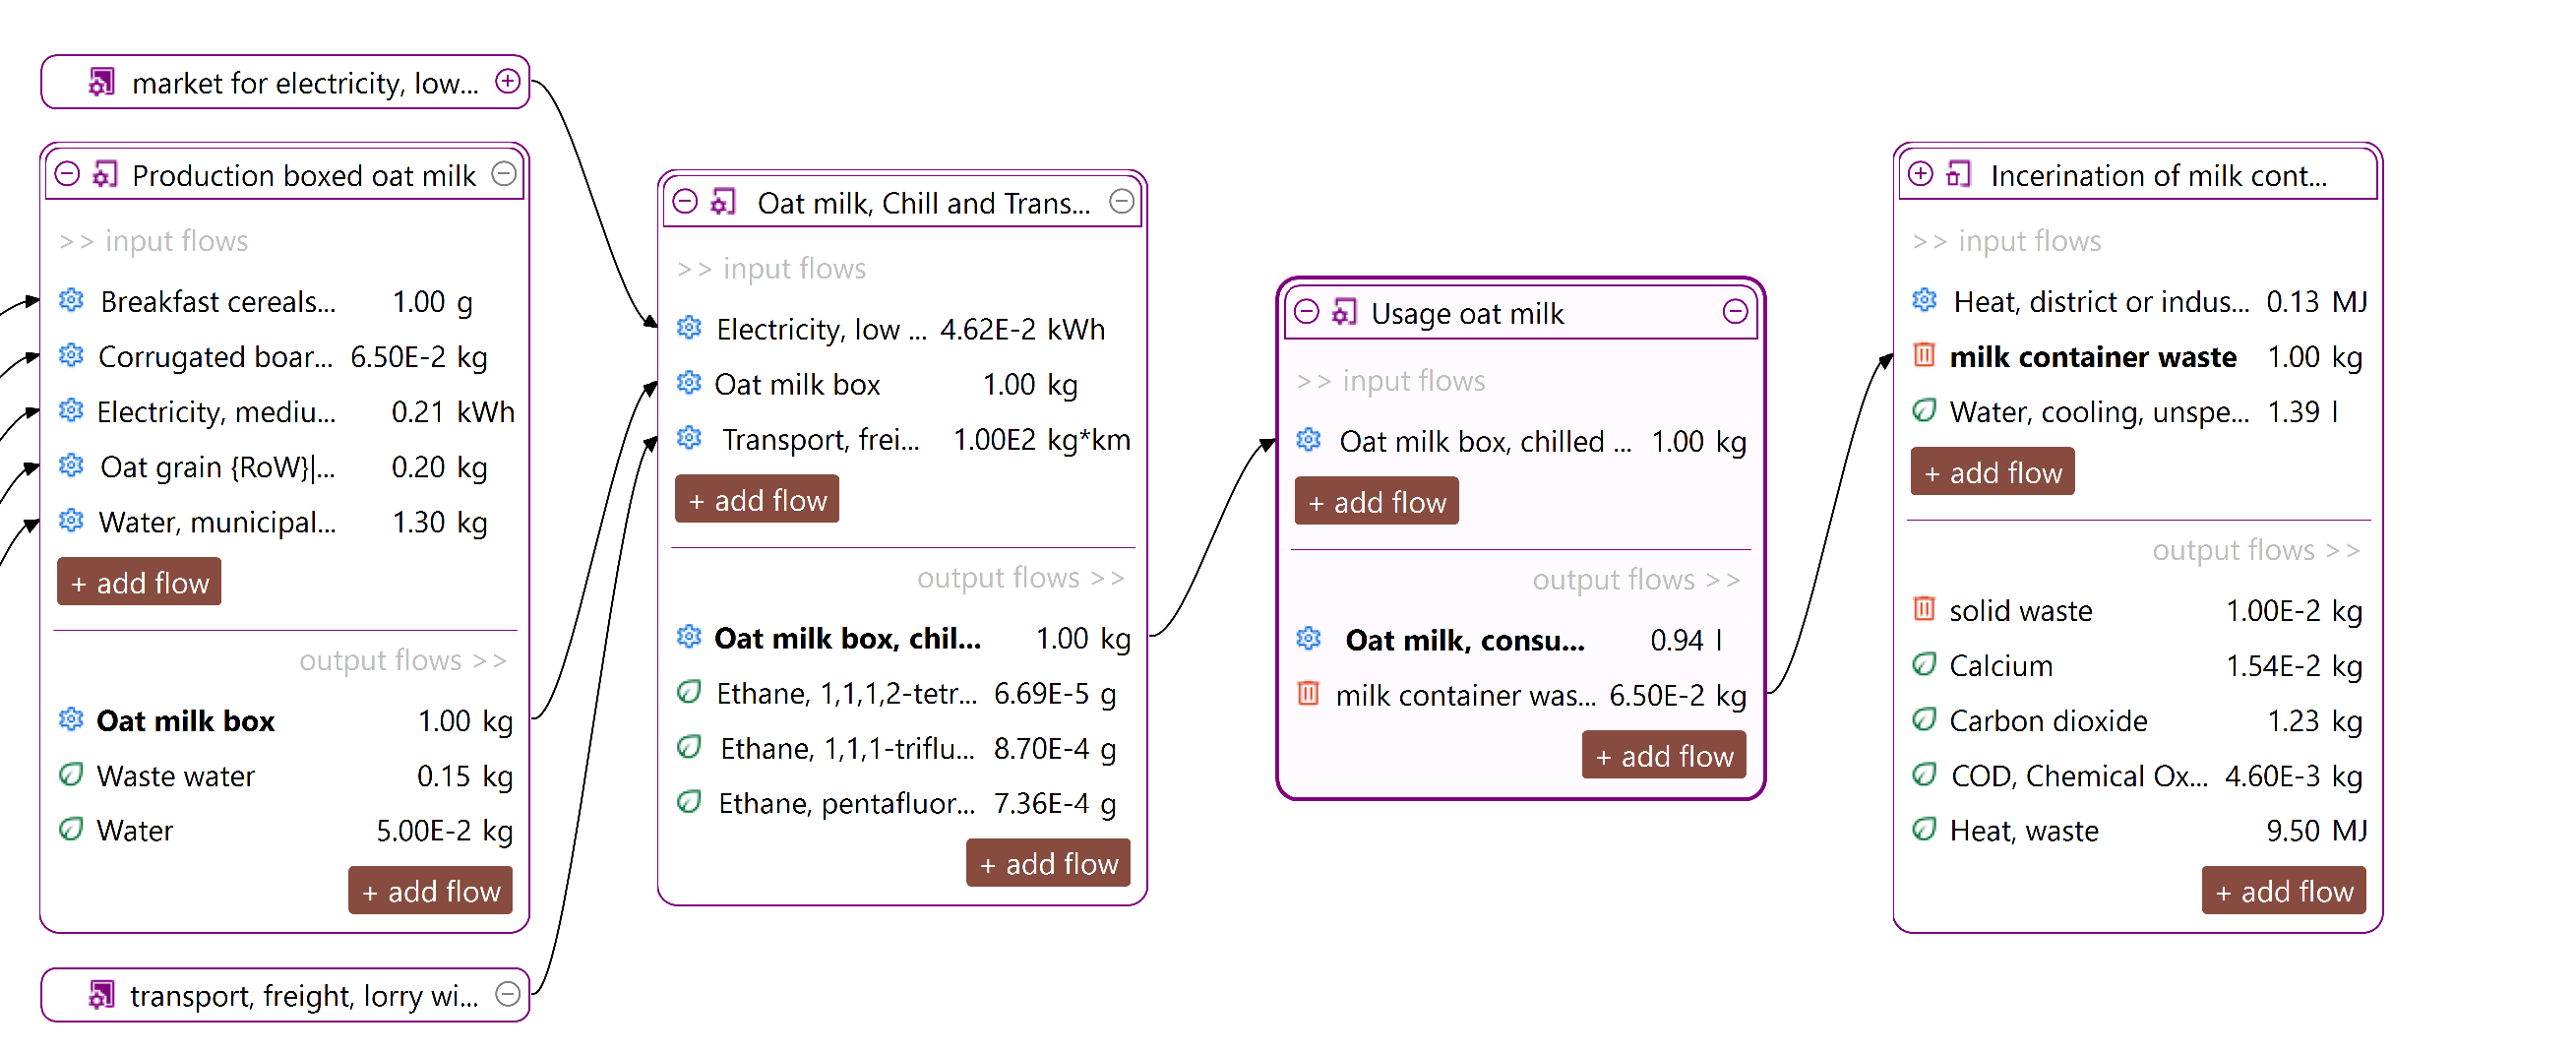 market for electricity, low...
Production boxed oat milk
>> input flows
Breakfast cereals... 1.00 g
Corrugated boar... 6.50E-2 kg
Electricity, mediu... 0.21 kWh
Oat grain {RoW}|... 0.20 kg
Water, municipal... 1.30 kg
+ add flow
output flows >>
Oat milk box 1.00 kg
Waste water 0.15 kg
Water 5.00E-2 kg
+ add flow
transport, freight, lorry wi...
Oat milk, Chill and Trans...
>> input flows
Electricity, low ... 4.62E-2 kWh
Oat milk box 1.00 kg
Transport, frei... 1.00E2 kg*km
+ add flow
output flows >>
Oat milk box, chil... 1.00 kg
Ethane, 1,1,1,2-tetr... 6.69E-5 g
Ethane, 1,1,1-triflu... 8.70E-4 g
Ethane, pentafluor... 7.36E-4 g
+ add flow
Usage oat milk
>> input flows
Oat milk box, chilled ... 1.00 kg
+ add flow
output flows >>
Oat milk, consu... 0.94 l
milk container was... 6.50E-2 kg
+ add flow
Incerination of milk cont...
>> input flows
Heat, district or indus... 0.13 MJ
milk container waste 1.00 kg
Water, cooling, unspe... 1.39 l
+ add flow
output flows >>
solid waste 1.00E-2 kg
Calcium 1.54E-2 kg
Carbon dioxide 1.23 kg
COD, Chemical Ox... 4.60E-3 kg
Heat, waste 9.50 MJ
+ add flow